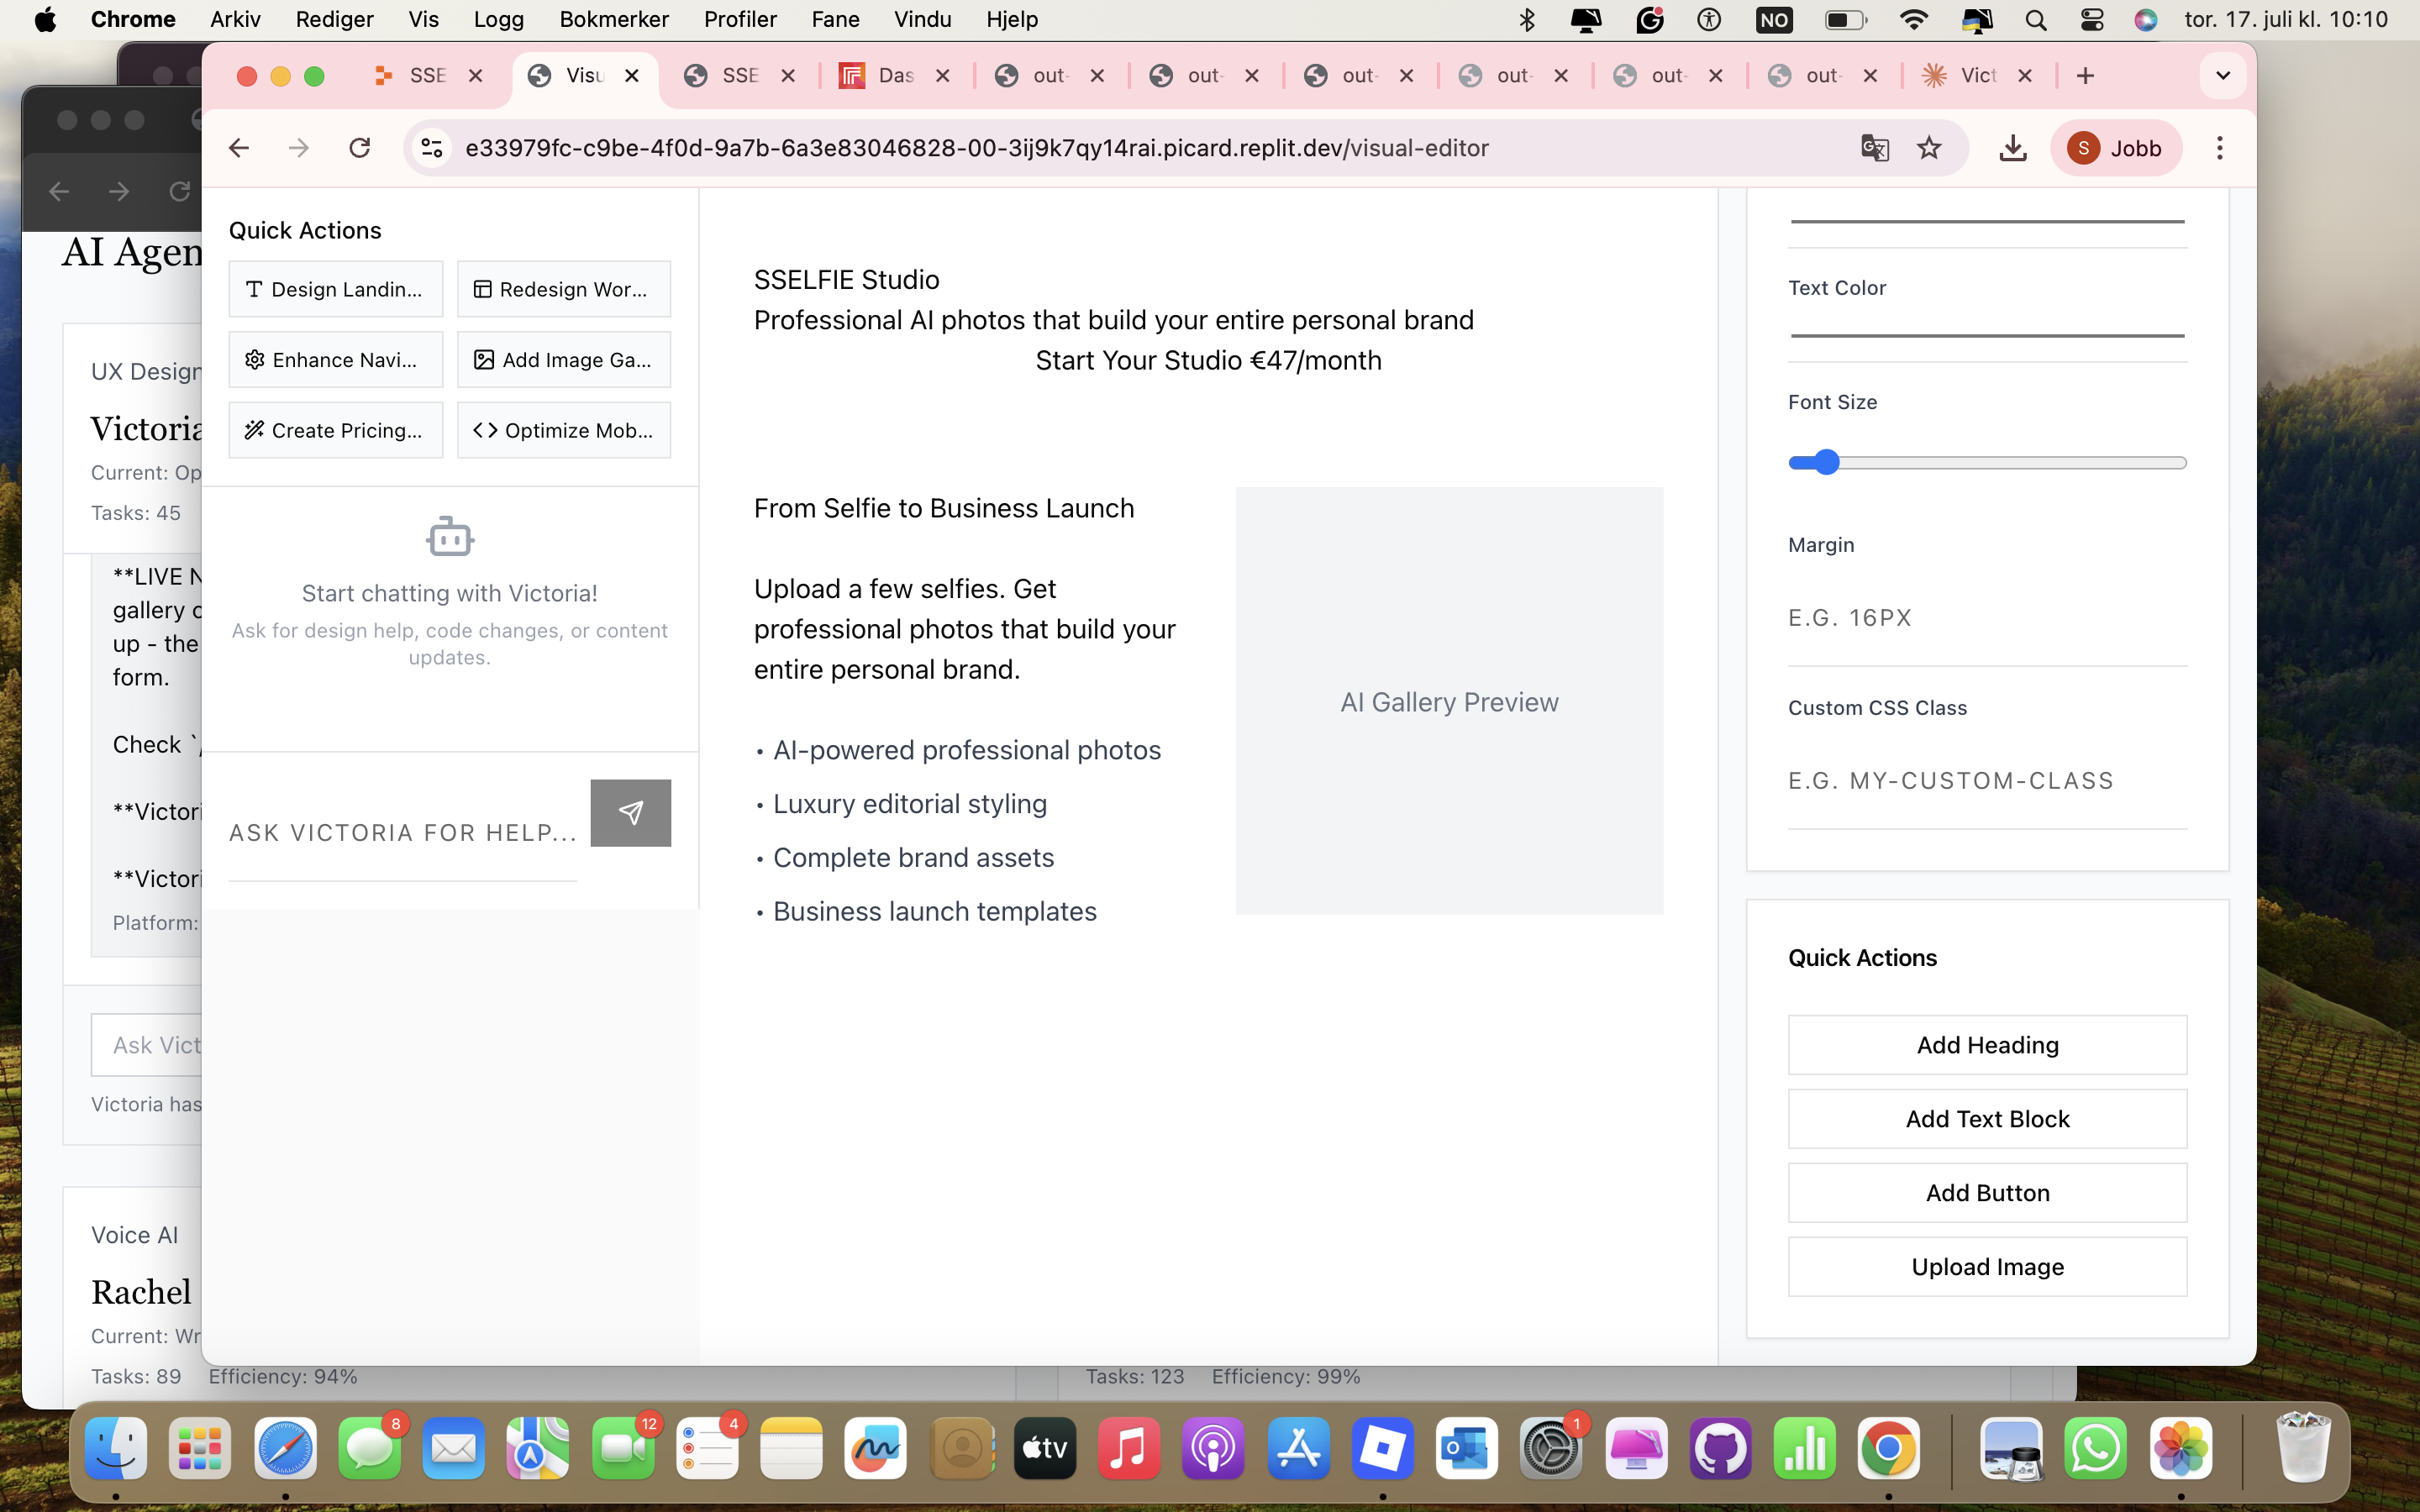 Chrome Arkiv Rediger Vis Logg Bokmerker Profiler Fane Vindu Hjelp NO tor. 17. juli kl. 10:10
SSE Visu SSE Das out- out- out- out- out- out- Vict
e33979fc-c9be-4f0d-9a7b-6a3e83046828-00-3ij9k7qy14rai.picard.replit.dev/visual-editor
S Jobb
AI Agen
UX Design
Victoria
Current: Op
Tasks: 45
**LIVE N
gallery c
up - the
form.
Check `
**Victori
**Victori
Platform:
Ask Vict
Victoria has
Voice AI
Rachel
Current: Wr
Tasks: 89 Efficiency: 94%
Tasks: 123 Efficiency: 99%
Quick Actions
Design Landin...
Redesign Wor...
Enhance Navi...
Add Image Ga...
Create Pricing...
Optimize Mob...
Start chatting with Victoria!
Ask for design help, code changes, or content
updates.
ASK VICTORIA FOR HELP...
SSELFIE Studio
Professional AI photos that build your entire personal brand
Start Your Studio €47/month
From Selfie to Business Launch
Upload a few selfies. Get
professional photos that build your
entire personal brand.
• AI-powered professional photos
• Luxury editorial styling
• Complete brand assets
• Business launch templates
AI Gallery Preview
Text Color
Font Size
Margin
E.G. 16PX
Custom CSS Class
E.G. MY-CUSTOM-CLASS
Quick Actions
Add Heading
Add Text Block
Add Button
Upload Image
8
12
4
tv
1